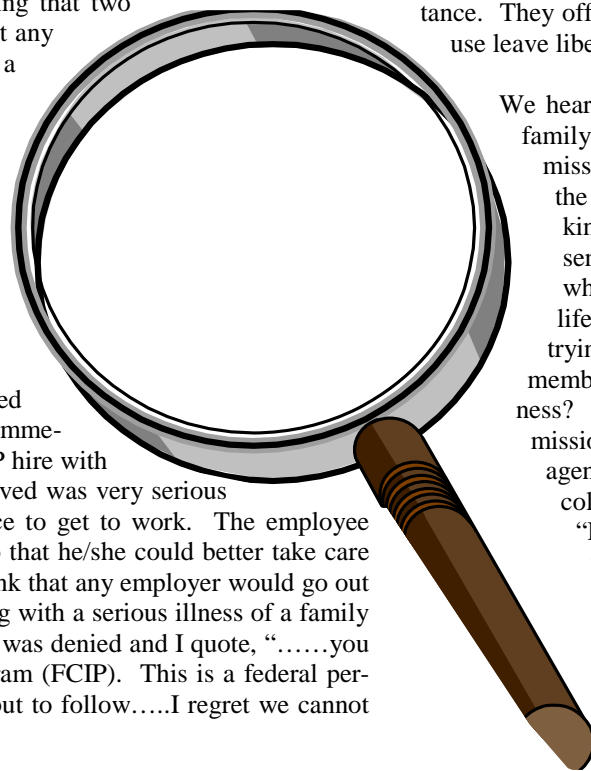 ing that two
t any
a
ed
mme-
P hire with
ved was very serious
ce to get to work. The employee
o that he/she could better take care
nk that any employer would go out
g with a serious illness of a family
was denied and I quote, “……you
ram (FCIP). This is a federal per-
out to follow…..I regret we cannot
tance. They off
use leave libe
We hear
family
miss
the
kin
ser
wh
life
tryin
memb
ness?
missio
agen
col